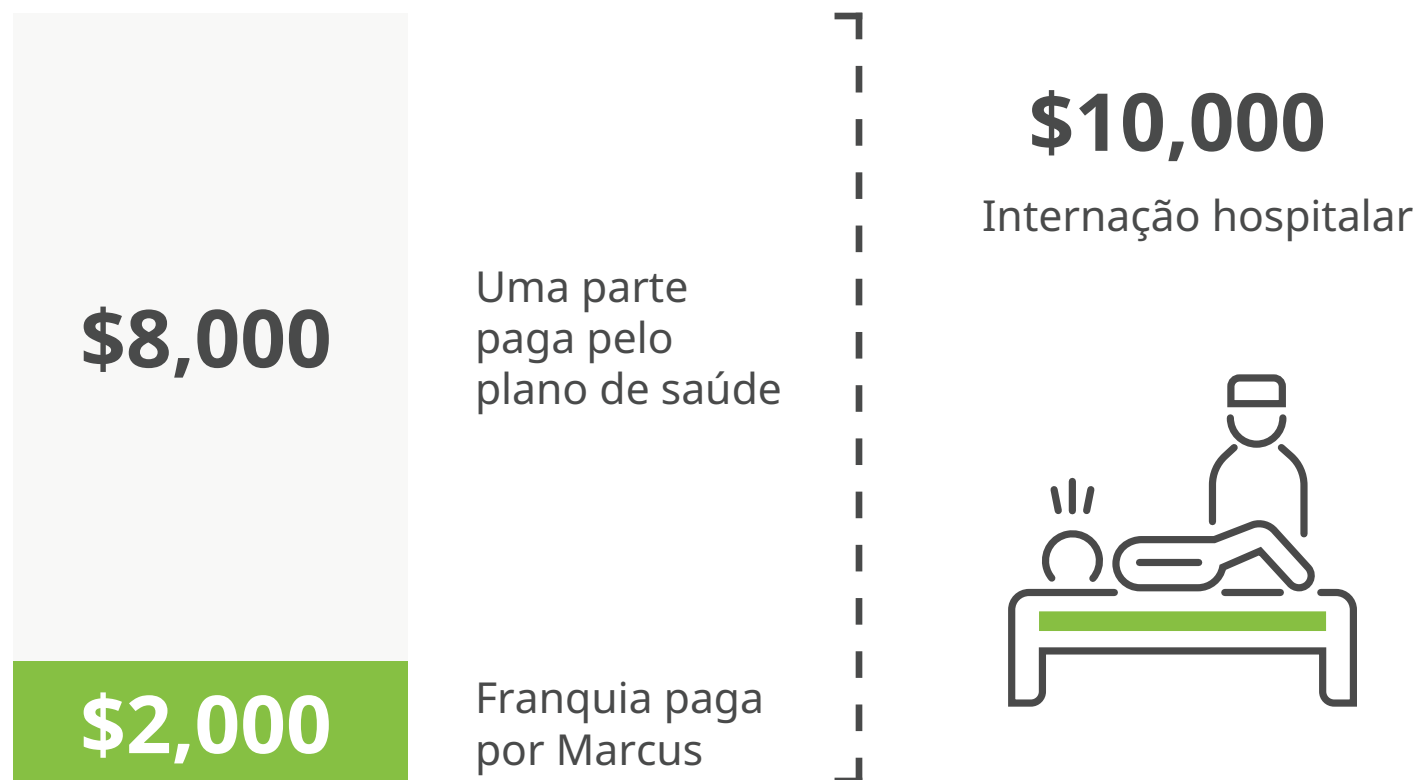 $8,000
Uma parte
paga pelo
plano de saúde
$2,000
Franquia paga
por Marcus
$10,000
Internação hospitalar